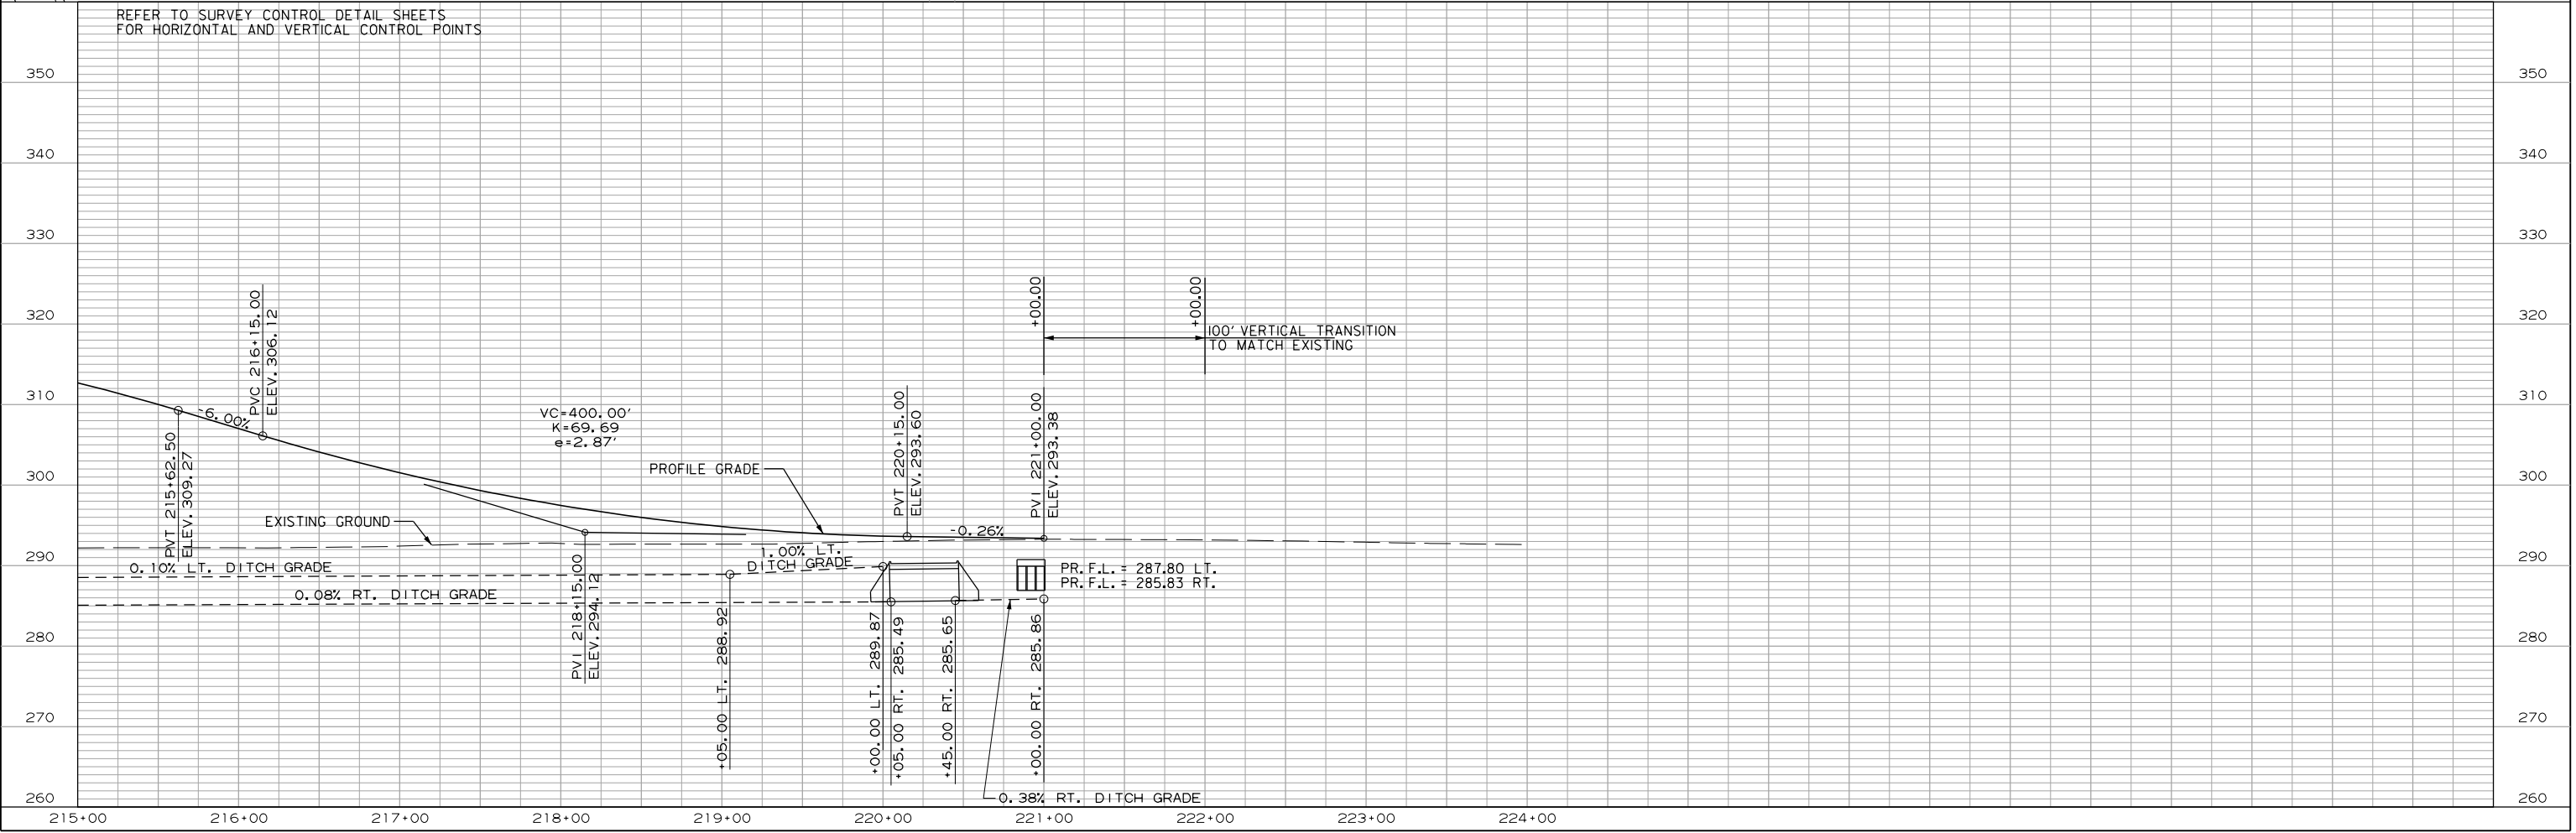 REFER TO SURVEY CONTROL DETAIL SHEETS
FOR HORIZONTAL AND VERTICAL CONTROL POINTS
350
350
340
340
330
330
320
320
310
310
300
300
290
290
280
280
270
270
260
260
PVT 215+62.50
ELEV. 309.27
-6.00%
PVC 216+15.00
ELEV. 306.12
VC=400.00'
K=69.69
e=2.87'
PROFILE GRADE
EXISTING GROUND
0.10% LT. DITCH GRADE
0.08% RT. DITCH GRADE
PVI 218+15.00
ELEV. 294.12
+05.00 LT. 288.92
1.00% LT.
DITCH GRADE
PVT 220+15.00
ELEV. 293.60
-0.26%
+00.00 LT. 289.87
+05.00 RT. 285.49
+45.00 RT. 285.65
+00.00
+00.00
100' VERTICAL TRANSITION
TO MATCH EXISTING
PVI 221+00.00
ELEV. 293.38
PR. F.L. = 287.80 LT.
PR. F.L. = 285.83 RT.
+00.00 RT. 285.86
0.38% RT. DITCH GRADE
215+00
216+00
217+00
218+00
219+00
220+00
221+00
222+00
223+00
224+00